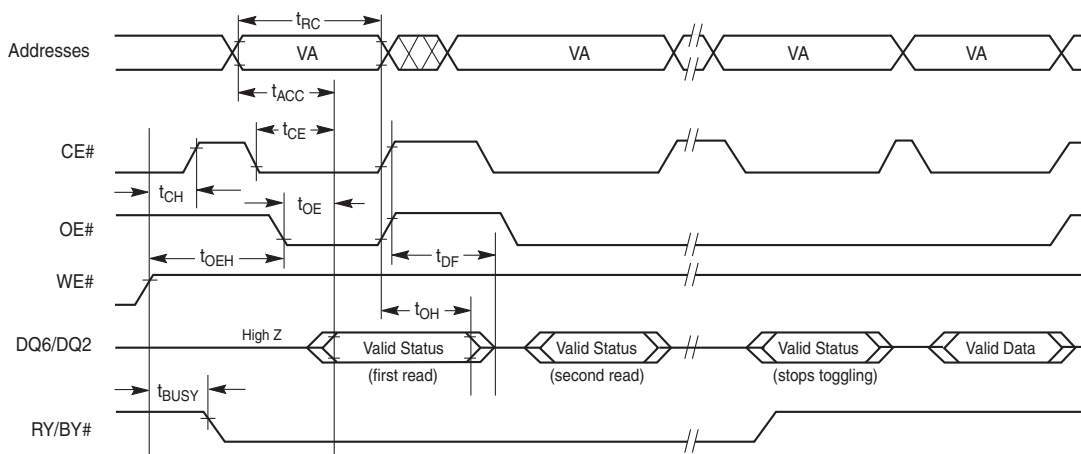 tRC
Addresses VA VA VA VA
tACC
tCE
CE#
tCH
tOE
OE#
tOEH
tDF
WE#
tOH
High Z
DQ6/DQ2 Valid Status Valid Status Valid Status Valid Data
(first read) (second read) (stops toggling)
tBUSY
RY/BY#